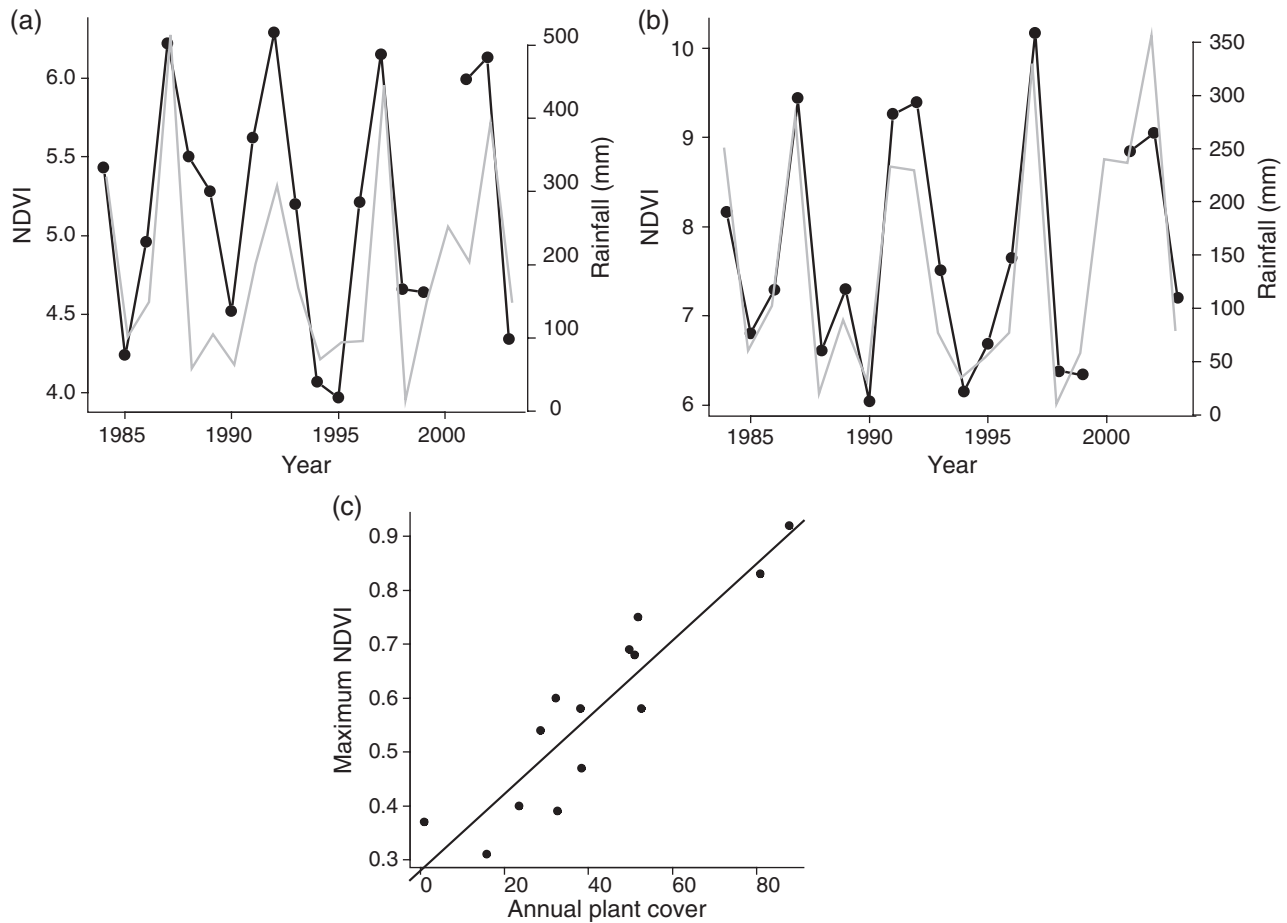 (a)
NDVI
6.0
5.5
5.0
4.5
4.0
500
400
300
200
100
0
Rainfall (mm)
1985 1990 1995 2000
Year
(b)
NDVI
10
9
8
7
6
350
300
250
200
150
100
50
0
Rainfall (mm)
1985 1990 1995 2000
Year
(c)
Maximum NDVI
0.9
0.8
0.7
0.6
0.5
0.4
0.3
0 20 40 60 80
Annual plant cover